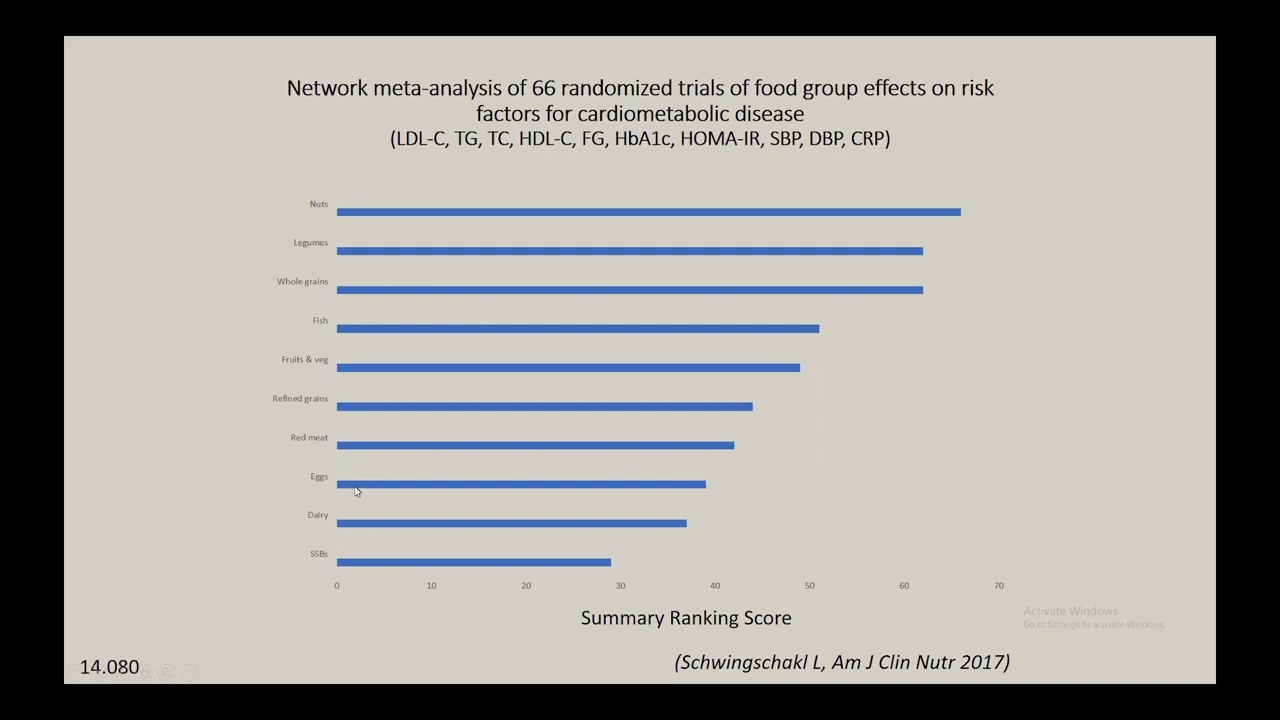 Network meta-analysis of 66 randomized trials of food group effects on risk
factors for cardiometabolic disease
(LDL-C, TG, TC, HDL-C, FG, HbA1c, HOMA-IR, SBP, DBP, CRP)
Nuts
Legumes
Whole grains
Fish
Fruits & veg
Refined grains
Red meat
Eggs
Dairy
SSBs
0 10 20 30 40 50 60 70
Summary Ranking Score
Activate Windows
Go to Settings to activate Windows.
14.080
(Schwingschakl L, Am J Clin Nutr 2017)